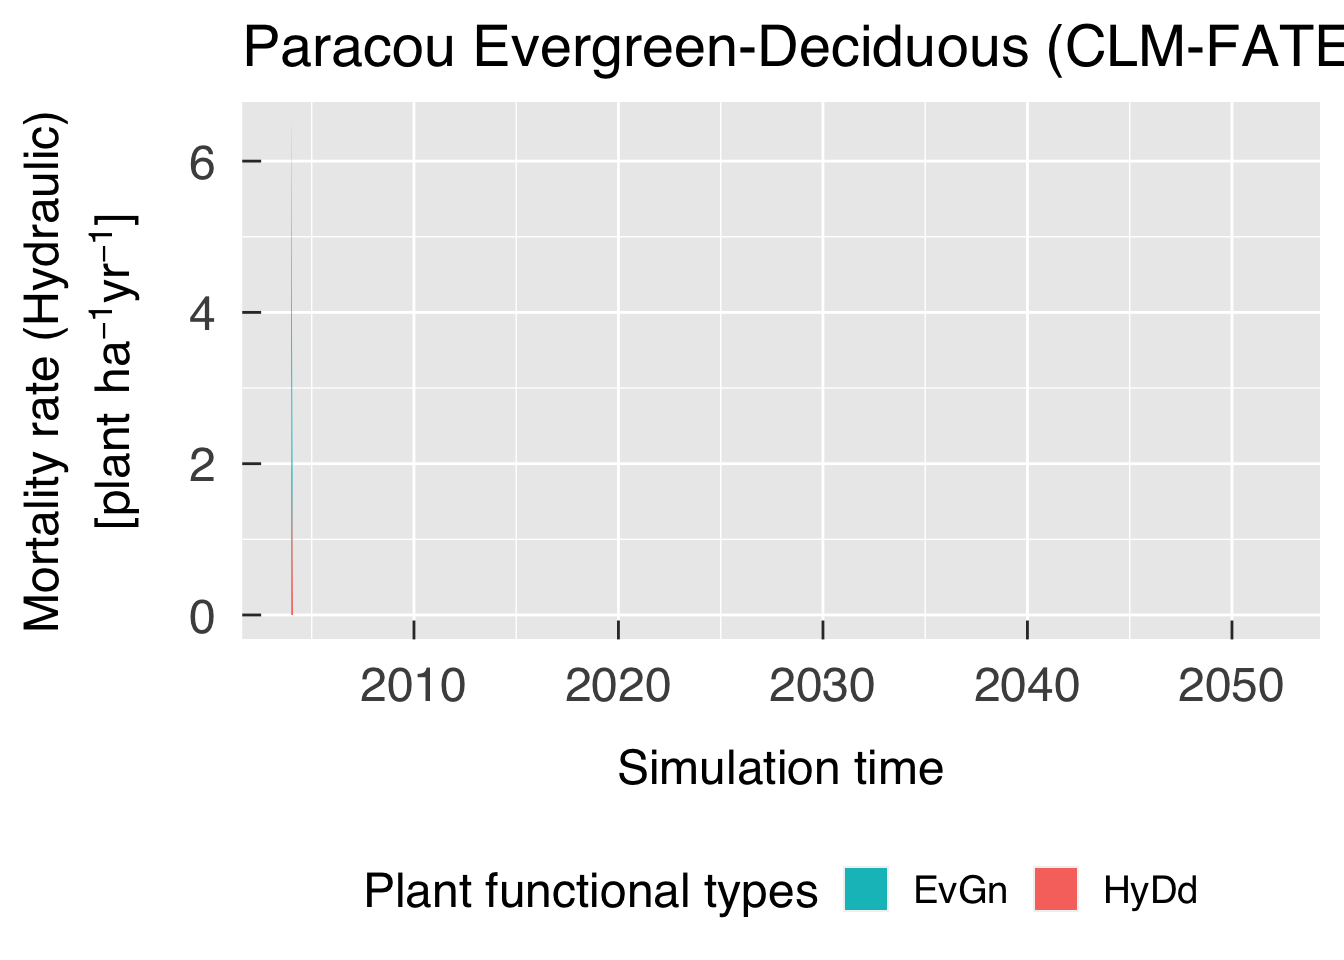 Paracou Evergreen-Deciduous (CLM-FATE
Mortality rate (Hydraulic)
[plant ha⁻¹yr⁻¹]
6
4
2
0
2010 2020 2030 2040 2050
Simulation time
Plant functional types EvGn HyDd